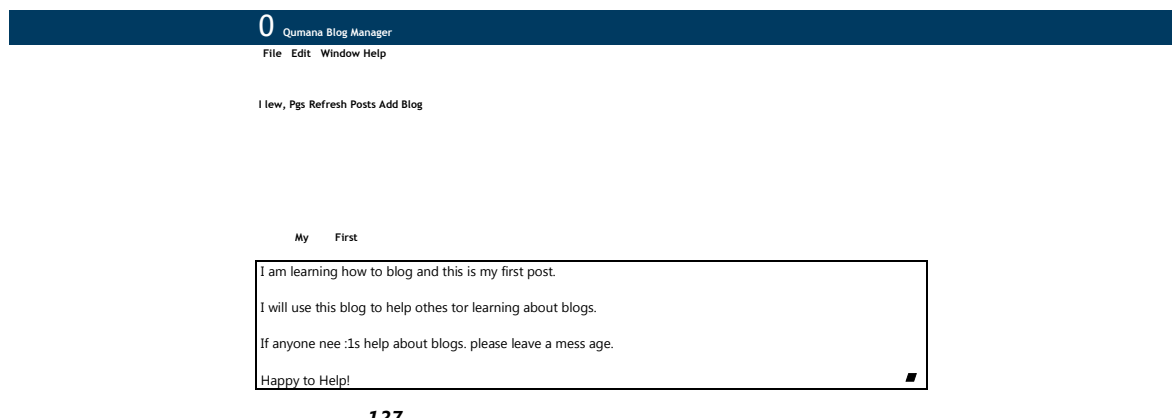 0 Qumana Blog Manager
File Edit Window Help
I lew, Pgs Refresh Posts Add Blog
My First
I am learning how to blog and this is my first post.
I will use this blog to help othes tor learning about blogs.
If anyone nee :1s help about blogs. please leave a mess age.
Happy to Help!
127